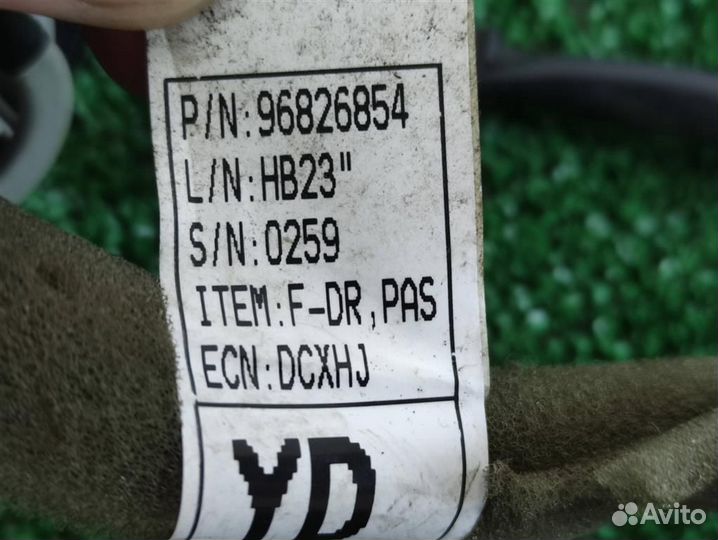 P/N:96826854
L/N:HB23"
S/N:0259
ITEM:F-DR,PAS
ECN:DCXHJ
YD
Avito